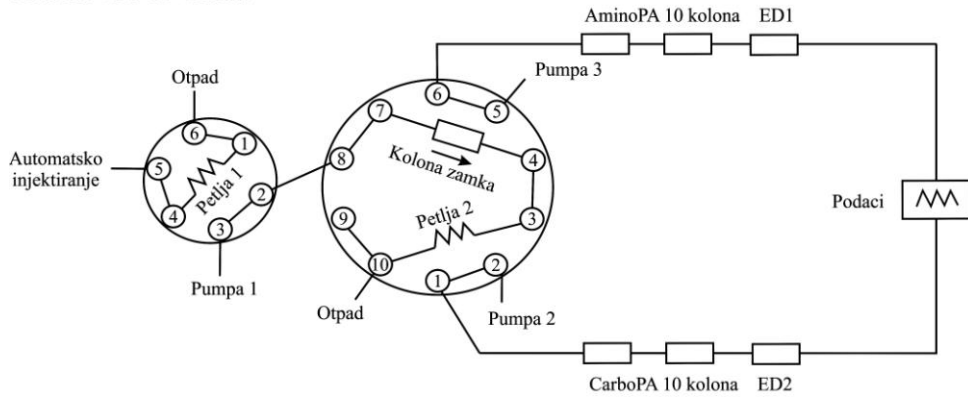 AminoPA 10 kolona
ED1
Otpad
Pumpa 3
6
5
7
6
1
Automatsko
injektiranje
5
8
4
Kolona zamka
Petlja 1
2
4
3
9
Petlja 2
3
Podaci
10
1
2
Pumpa 1
Otpad
Pumpa 2
CarboPA 10 kolona
ED2